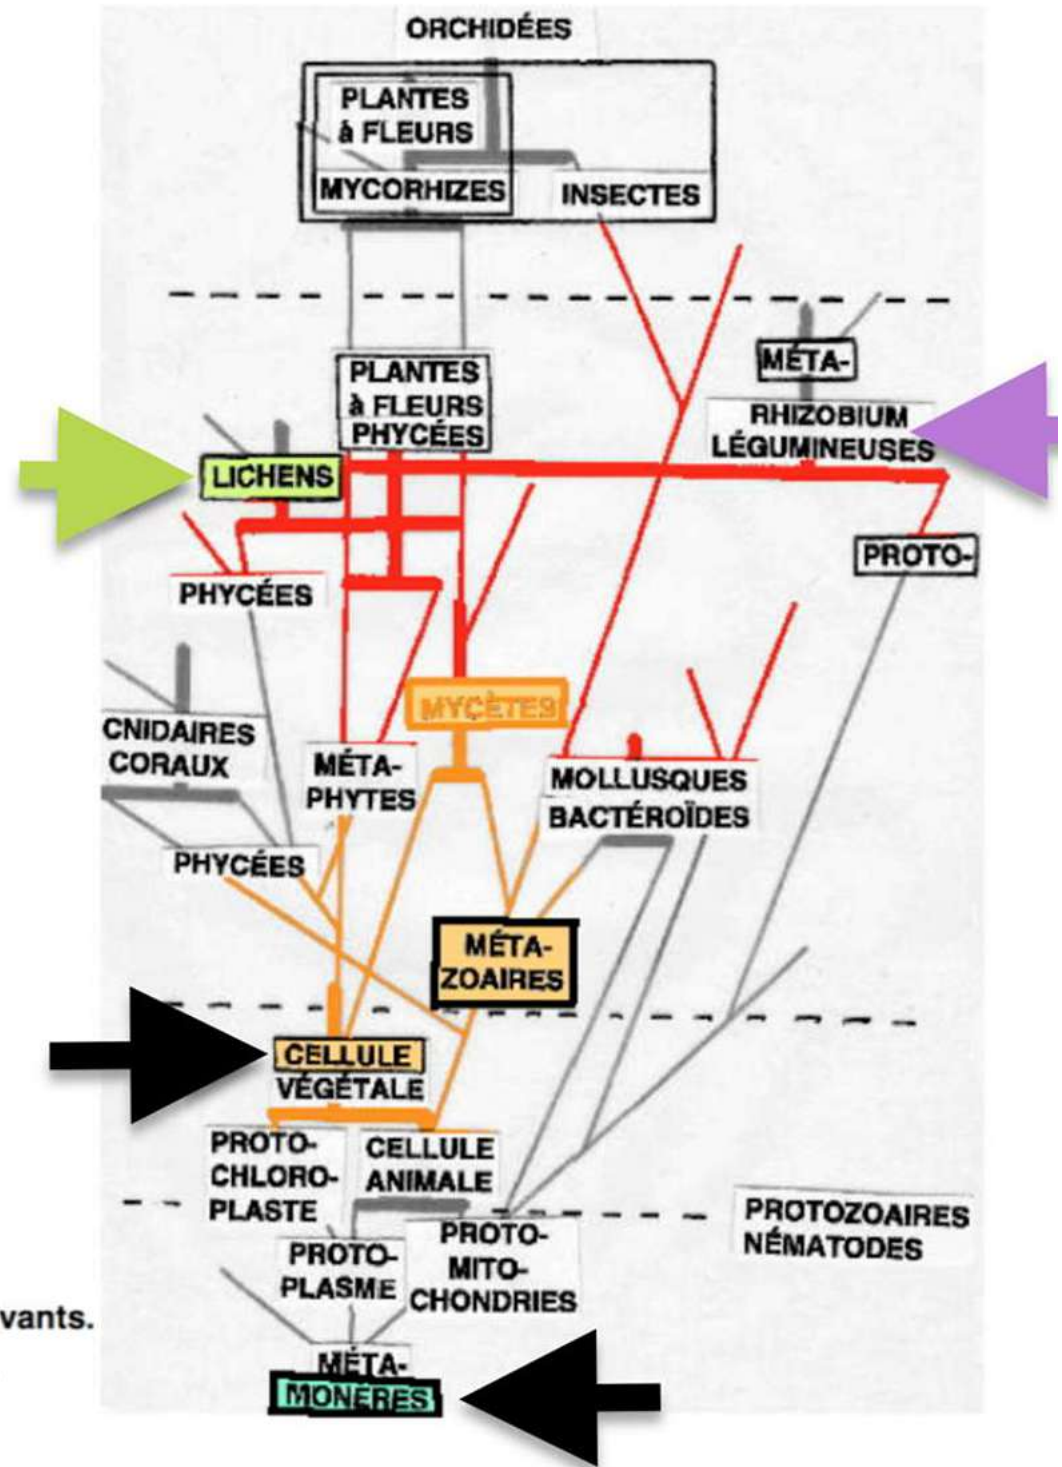 ORCHIDÉES
PLANTES
à FLEURS
MYCORHIZES
INSECTES
MÉTA-
PLANTES
à FLEURS
PHYCÉES
RHIZOBIUM
LÉGUMINEUSES
LICHENS
PROTO-
PHYCÉES
MYCÈTES
CNIDAIRES
CORAUX
MÉTA-
PHYTES
MOLLUSQUES
BACTÉROÏDES
PHYCÉES
MÉTA-
ZOAIRES
CELLULE
VÉGÉTALE
PROTO-
CHLORO-
PLASTE
CELLULE
ANIMALE
PROTOZOAIRES
NÉMATODES
PROTO-
PLASME
PROTO-
MITO-
CHONDRIES
vants.
MÉTA-
MONÈRES